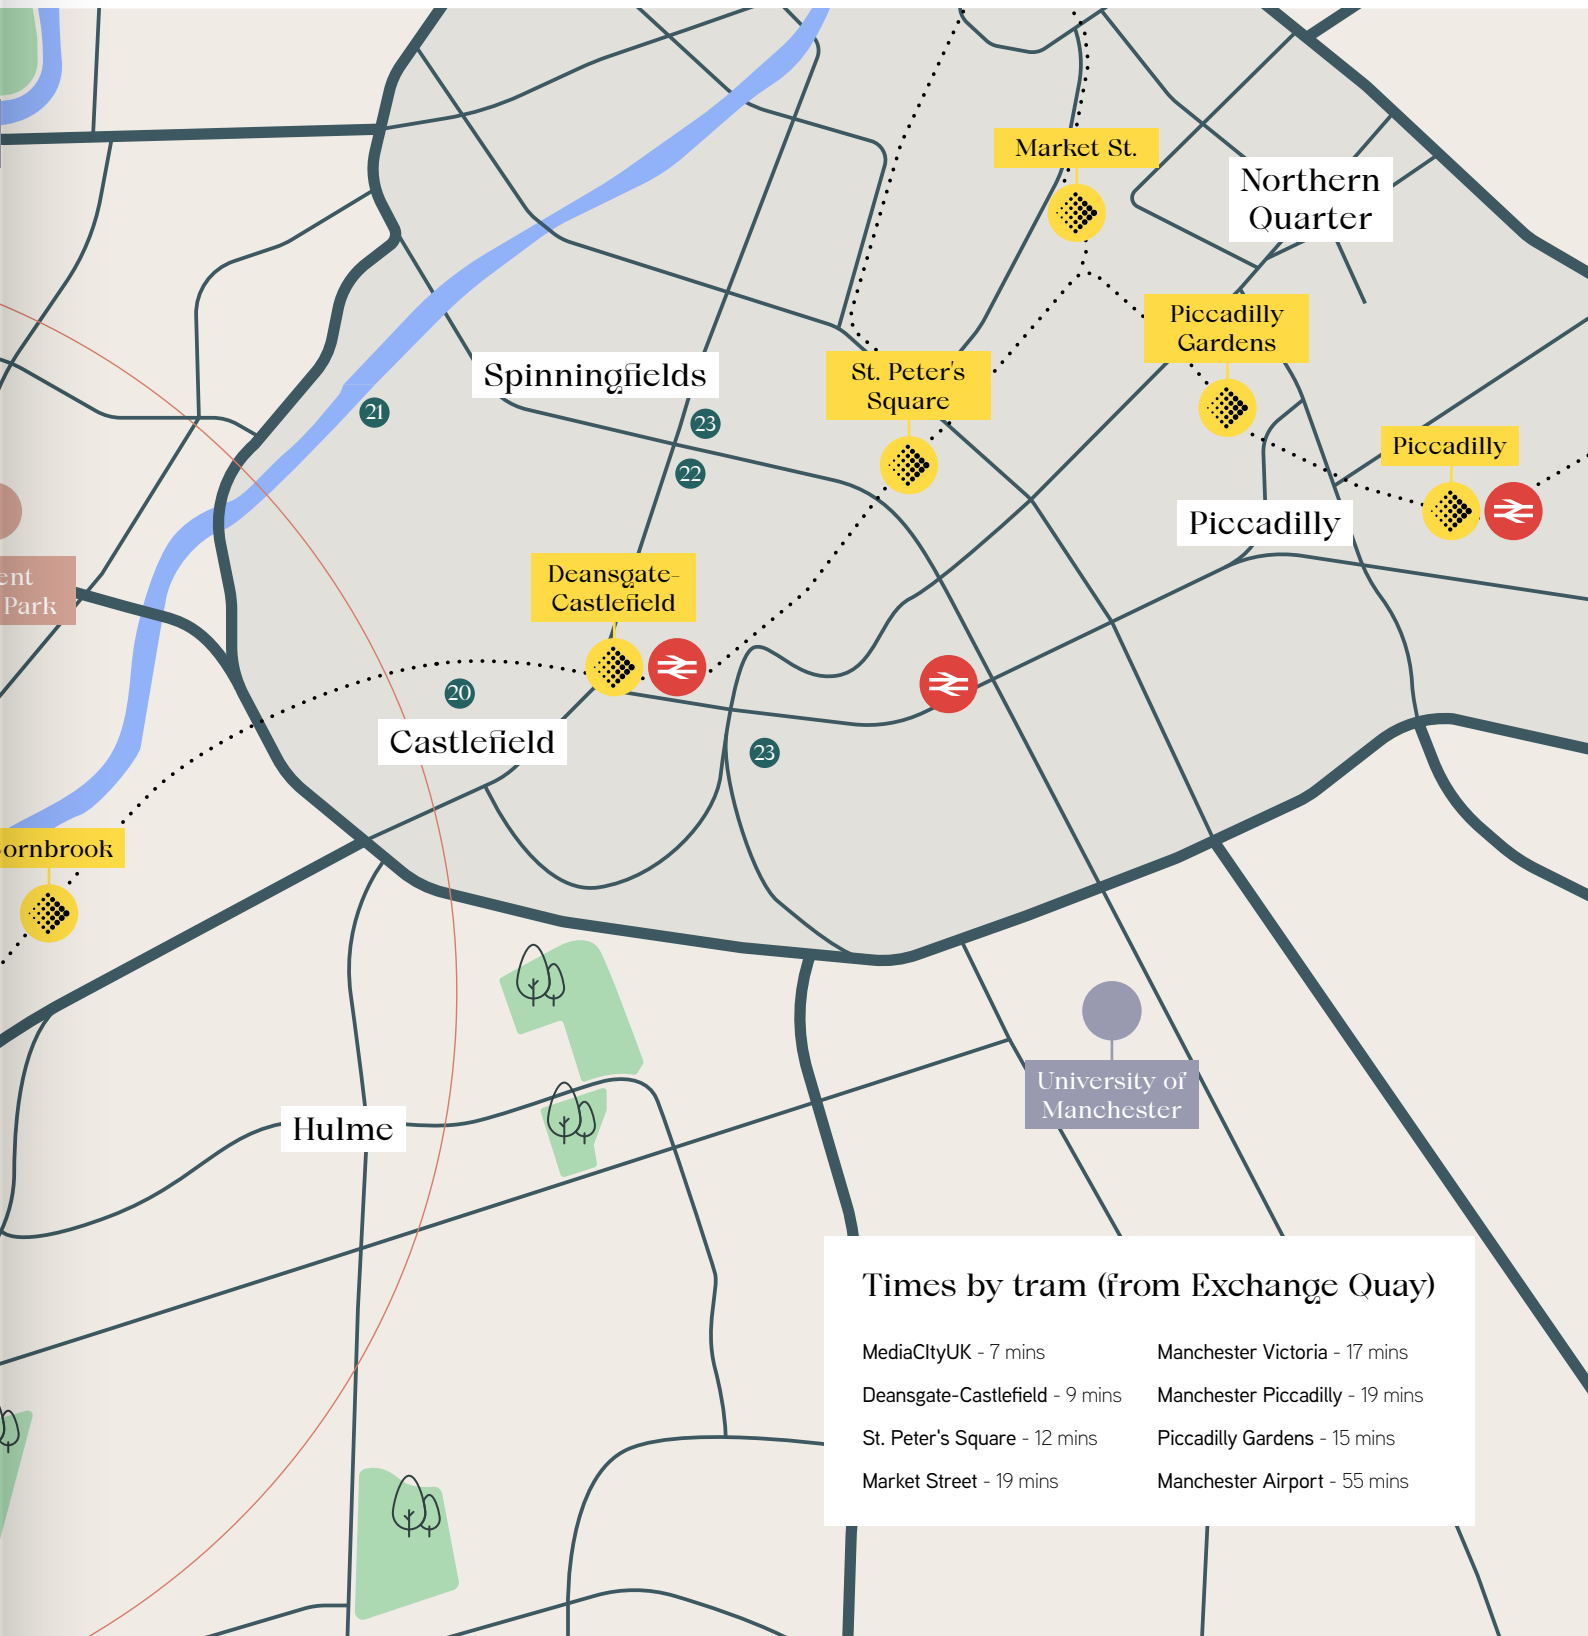 Market St.
Northern
Quarter
Piccadilly
Gardens
St. Peter's
Square
Spinningfields
21
23
22
Piccadilly
Piccadilly
Deansgate-
Castlefield
Park
20
Castlefield
23
University of
Manchester
Hulme
Times by tram (from Exchange Quay)
MediaCItyUK - 7 mins
Deansgate-Castlefield - 9 mins
St. Peter's Square - 12 mins
Market Street - 19 mins
Manchester Victoria - 17 mins
Manchester Piccadilly - 19 mins
Piccadilly Gardens - 15 mins
Manchester Airport - 55 mins